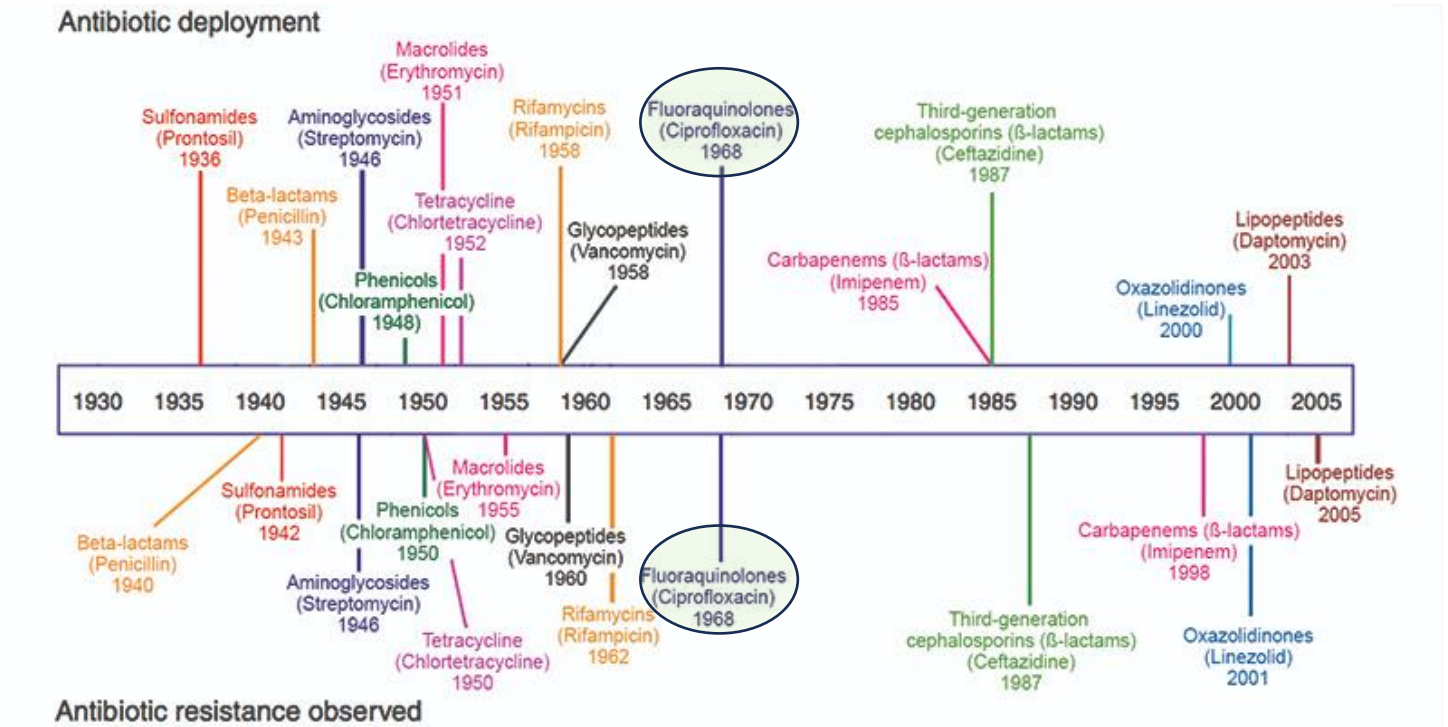 Antibiotic deployment
Macrolides
(Erythromycin)
1951
Sulfonamides
(Prontosil)
1936
Aminoglycosides
(Streptomycin)
1946
Rifamycins
(Rifampicin)
1958
Fluoraquinolones
(Ciprofloxacin)
1968
Third-generation
cephalosporins (ß-lactams)
(Ceftazidine)
1987
Beta-lactams
(Penicillin)
1943
Tetracycline
(Chlortetracycline)
1952
Glycopeptides
(Vancomycin)
1958
Lipopeptides
(Daptomycin)
2003
Phenicols
(Chloramphenicol)
1948)
Carbapenems (ß-lactams)
(Imipenem)
1985
Oxazolidinones
(Linezolid)
2000
1930 1935 1940 1945 1950 1955 1960 1965 1970 1975 1980 1985 1990 1995 2000 2005
Beta-lactams
(Penicillin)
1940
Sulfonamides
(Prontosil)
1942
Aminoglycosides
(Streptomycin)
1946
Phenicols
(Chloramphenicol)
1950
Tetracycline
(Chlortetracycline)
1950
Macrolides
(Erythromycin)
1955
Glycopeptides
(Vancomycin)
1960
Rifamycins
(Rifampicin)
1962
Fluoraquinolones
(Ciprofloxacin)
1968
Third-generation
cephalosporins (ß-lactams)
(Ceftazidine)
1987
Carbapenems (ß-lactams)
(Imipenem)
1998
Oxazolidinones
(Linezolid)
2001
Lipopeptides
(Daptomycin)
2005
Antibiotic resistance observed